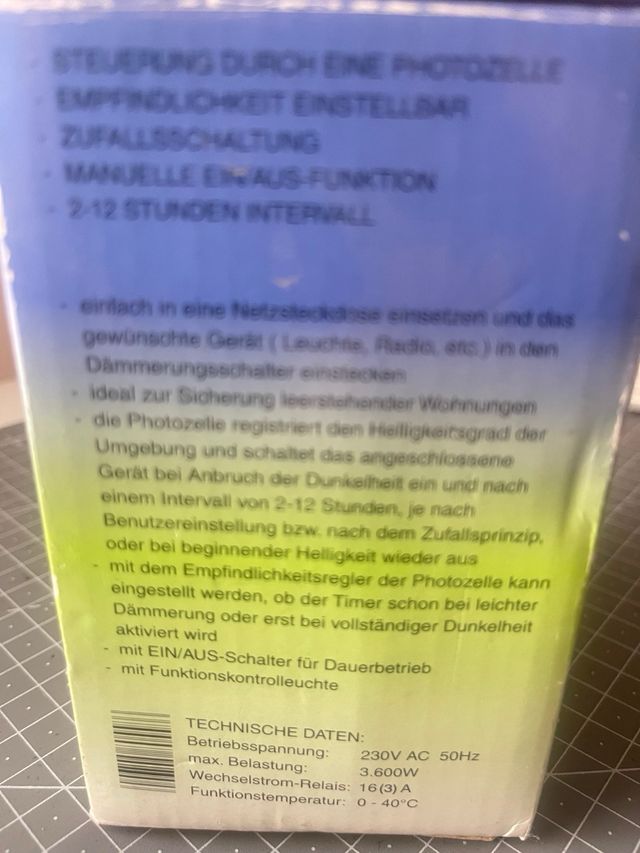 - STEUERUNG DURCH EINE PHOTOZELLE
- EMPFINDLICHKEIT EINSTELLBAR
- ZUFALLSSCHALTUNG
- MANUELLE EIN/AUS-FUNKTION
- 2-12 STUNDEN INTERVALL
- einfach in eine Netzsteckdose einsetzen und das
gewünschte Gerät ( Leuchte, Radio, etc.) in den
Dämmerungsschalter einstecken
- ideal zur Sicherung leerstehender Wohnungen
- die Photozelle registriert den Helligkeitsgrad der
Umgebung und schaltet das angeschlossene
Gerät bei Anbruch der Dunkelheit ein und nach
einem Intervall von 2-12 Stunden, je nach
Benutzereinstellung bzw. nach dem Zufallsprinzip,
oder bei beginnender Helligkeit wieder aus
- mit dem Empfindlichkeitsregler der Photozelle kann
eingestellt werden, ob der Timer schon bei leichter
Dämmerung oder erst bei vollständiger Dunkelheit
aktiviert wird
- mit EIN/AUS-Schalter für Dauerbetrieb
- mit Funktionskontrolleuchte
TECHNISCHE DATEN:
Betriebsspannung: 230V AC 50Hz
max. Belastung: 3.600W
Wechselstrom-Relais: 16(3) A
Funktionstemperatur: 0 - 40°C